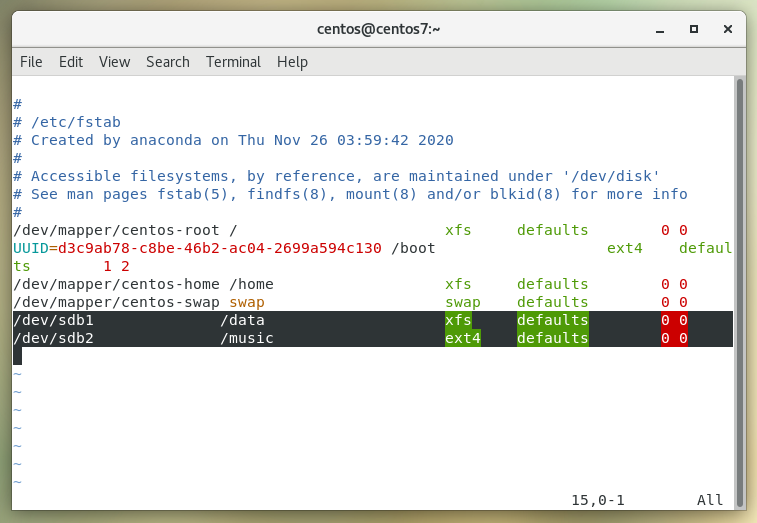 centos@centos7:~
File Edit View Search Terminal Help
#
# /etc/fstab
# Created by anaconda on Thu Nov 26 03:59:42 2020
#
# Accessible filesystems, by reference, are maintained under '/dev/disk'
# See man pages fstab(5), findfs(8), mount(8) and/or blkid(8) for more info
#
/dev/mapper/centos-root / xfs defaults 0 0
UUID=d3c9ab78-c8be-46b2-ac04-2699a594c130 /boot ext4 defaul
ts 1 2
/dev/mapper/centos-home /home xfs defaults 0 0
/dev/mapper/centos-swap swap swap defaults 0 0
/dev/sdb1 /data xfs defaults 0 0
/dev/sdb2 /music ext4 defaults 0 0
~
~
~
~
~
~
~
15,0-1 All